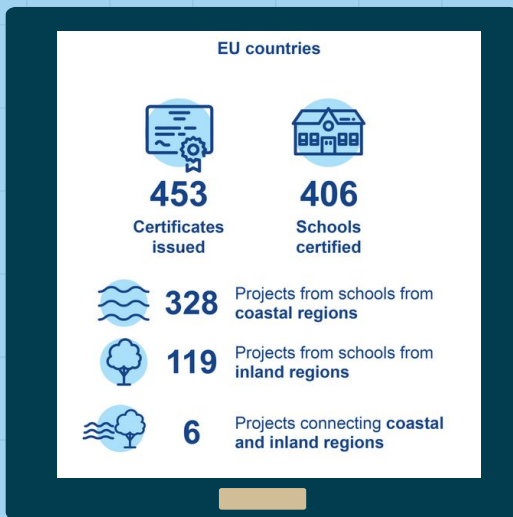 EU countries
453
Certificates
issued
406
Schools
certified
328
Projects from schools from
coastal regions
119
Projects from schools from
inland regions
6
Projects connecting coastal
and inland regions